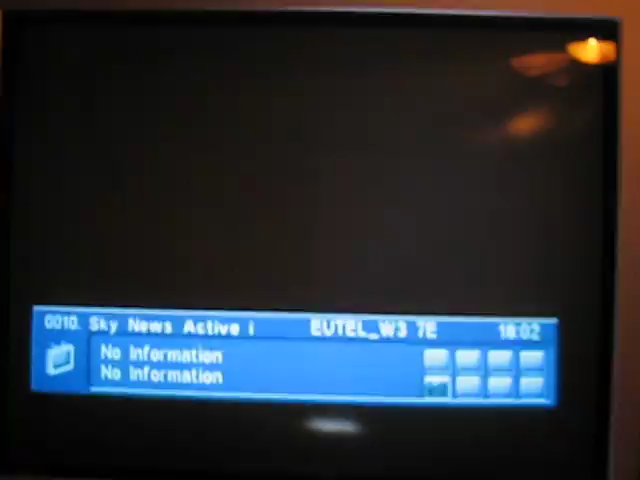 0010. Sky News Active i EUTEL_W3 7E 18:02
No Information
No Information